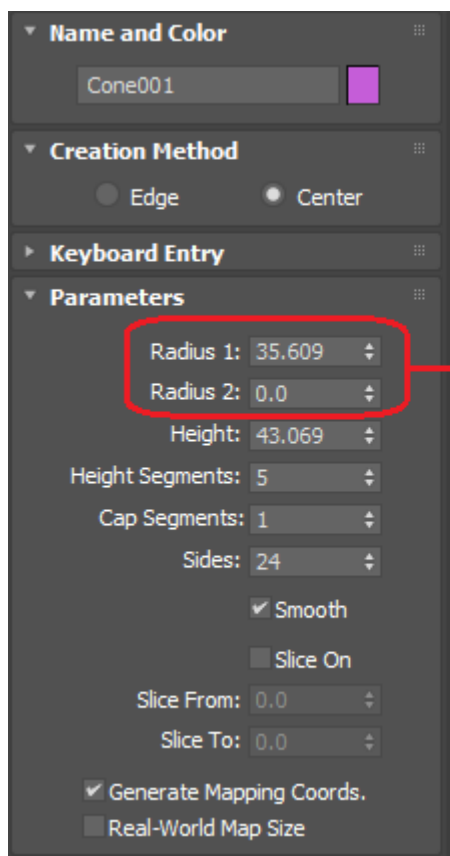 Name and Color
Cone001
Creation Method
Edge Center
Keyboard Entry
Parameters
Radius 1: 35.609
Radius 2: 0.0
Height: 43.069
Height Segments: 5
Cap Segments: 1
Sides: 24
Smooth
Slice On
Slice From: 0.0
Slice To: 0.0
Generate Mapping Coords.
Real-World Map Size